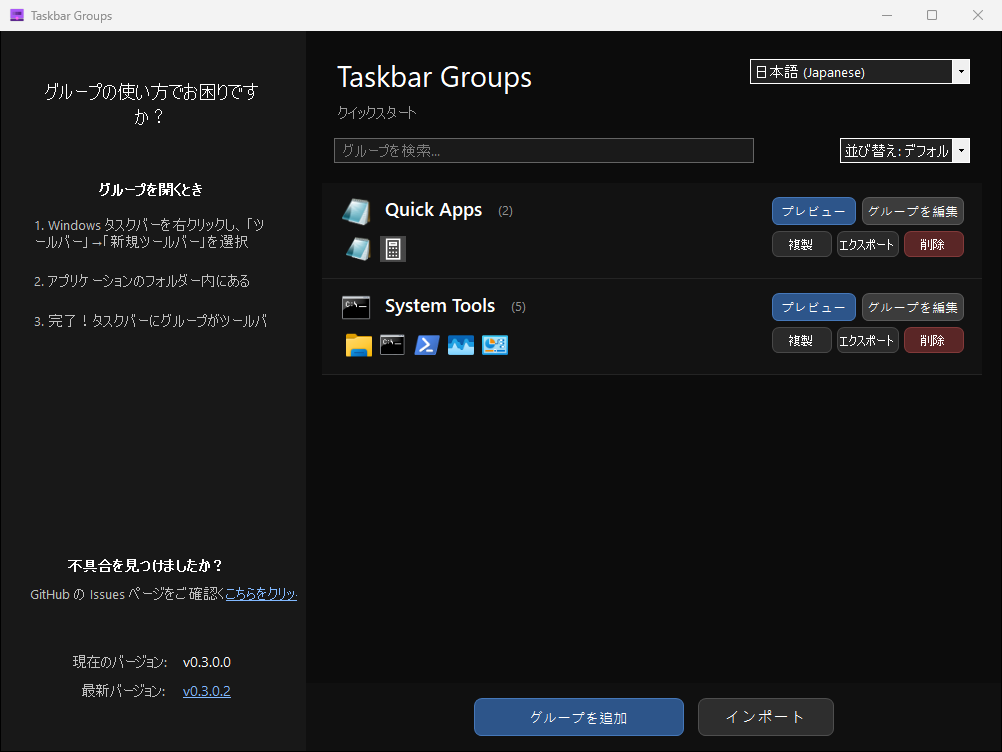 Taskbar Groups
グループの使い方でお困りです
か？
グループを開くとき
1. Windows タスクバーを右クリックし、「ツ
ールバー」→「新規ツールバー」を選択
2. アプリケーションのフォルダー内にある
3. 完了！タスクバーにグループがツールバ
不具合を見つけましたか？
GitHub の Issues ページをご確認く こちらをクリッ
現在のバージョン: v0.3.0.0
最新バージョン: v0.3.0.2
Taskbar Groups
日本語 (Japanese)
クイックスタート
グループを検索...
並び替え: デフォル
Quick Apps (2)
プレビュー グループを編集
複製 エクスポート 削除
System Tools (5)
プレビュー グループを編集
複製 エクスポート 削除
グループを追加 インポート